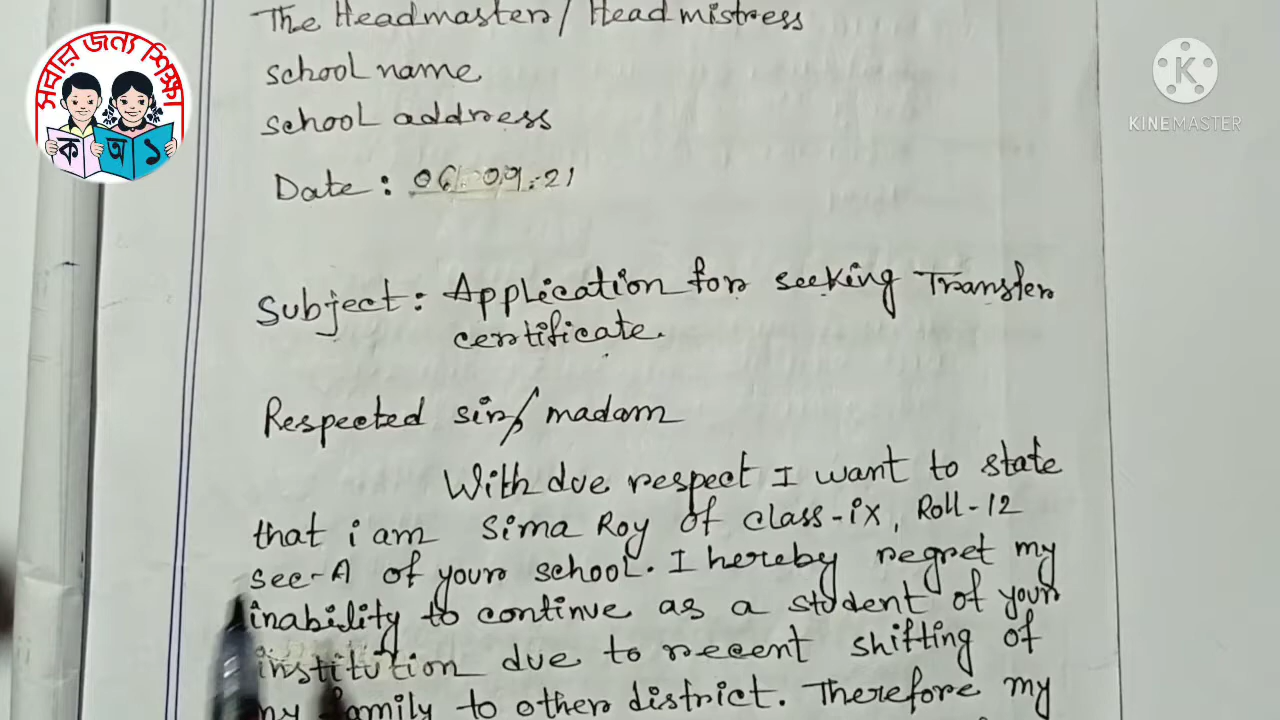 The Headmaster/Headmistress
school name
school address
Date: 06.09.21
Subject: Application for seeking Transfer
certificate.
Respected sir/madam
With due respect I want to state
that i am Sima Roy of class-ix, Roll-12
sec-A of your school. I hereby regret my
inability to continue as a student of your
institution due to recent shifting of
my family to other district. Therefore my
সবার জন্য শিক্ষা
ক অ ১
K
KINEMASTER